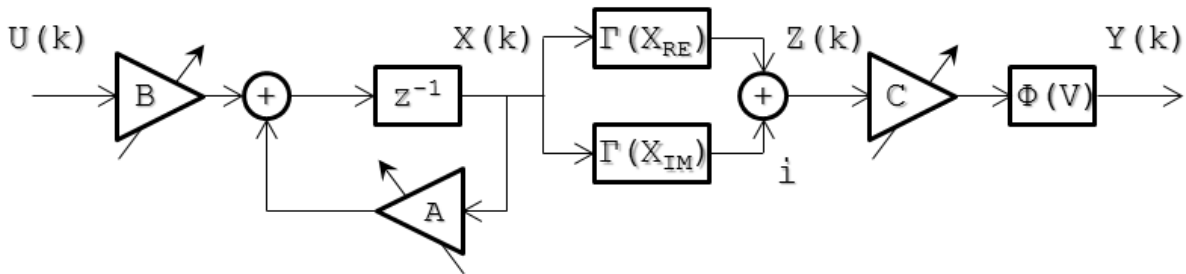 U(k)
B
+
z⁻¹
X(k)
A
Γ(X_RE)
Γ(X_IM)
+
i
Z(k)
C
Φ(V)
Y(k)